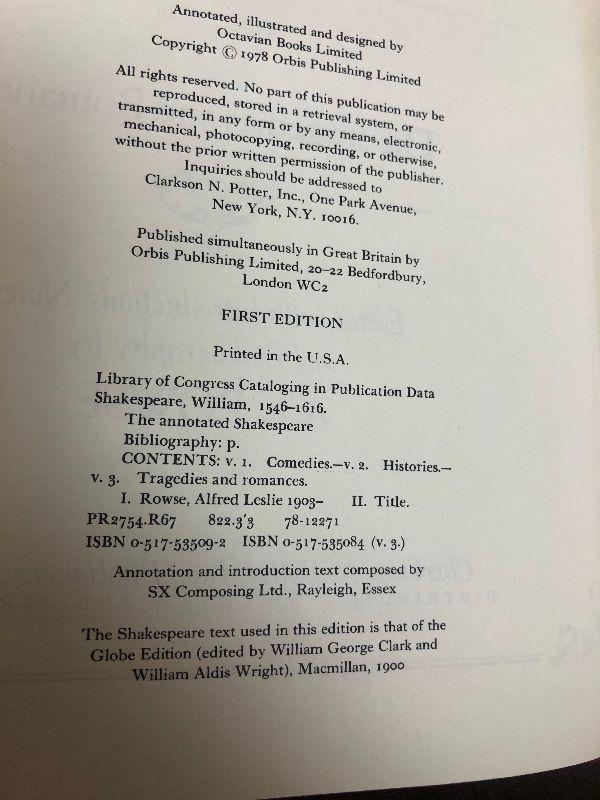 Annotated, illustrated and designed by
Octavian Books Limited
Copyright © 1978 Orbis Publishing Limited
All rights reserved. No part of this publication may be
reproduced, stored in a retrieval system, or
transmitted, in any form or by any means, electronic,
mechanical, photocopying, recording, or otherwise,
without the prior written permission of the publisher.
Inquiries should be addressed to
Clarkson N. Potter, Inc., One Park Avenue,
New York, N.Y. 10016.
Published simultaneously in Great Britain by
Orbis Publishing Limited, 20–22 Bedfordbury,
London WC2
FIRST EDITION
Printed in the U.S.A.
Library of Congress Cataloging in Publication Data
Shakespeare, William, 1546–1616.
The annotated Shakespeare
Bibliography: p.
CONTENTS: v. 1. Comedies.—v. 2. Histories.—
v. 3. Tragedies and romances.
I. Rowse, Alfred Leslie 1903– II. Title.
PR2754.R67 822.3'3 78-12271
ISBN 0-517-53509-2 ISBN 0-517-535084 (v. 3.)
Annotation and introduction text composed by
SX Composing Ltd., Rayleigh, Essex
The Shakespeare text used in this edition is that of the
Globe Edition (edited by William George Clark and
William Aldis Wright), Macmillan, 1900